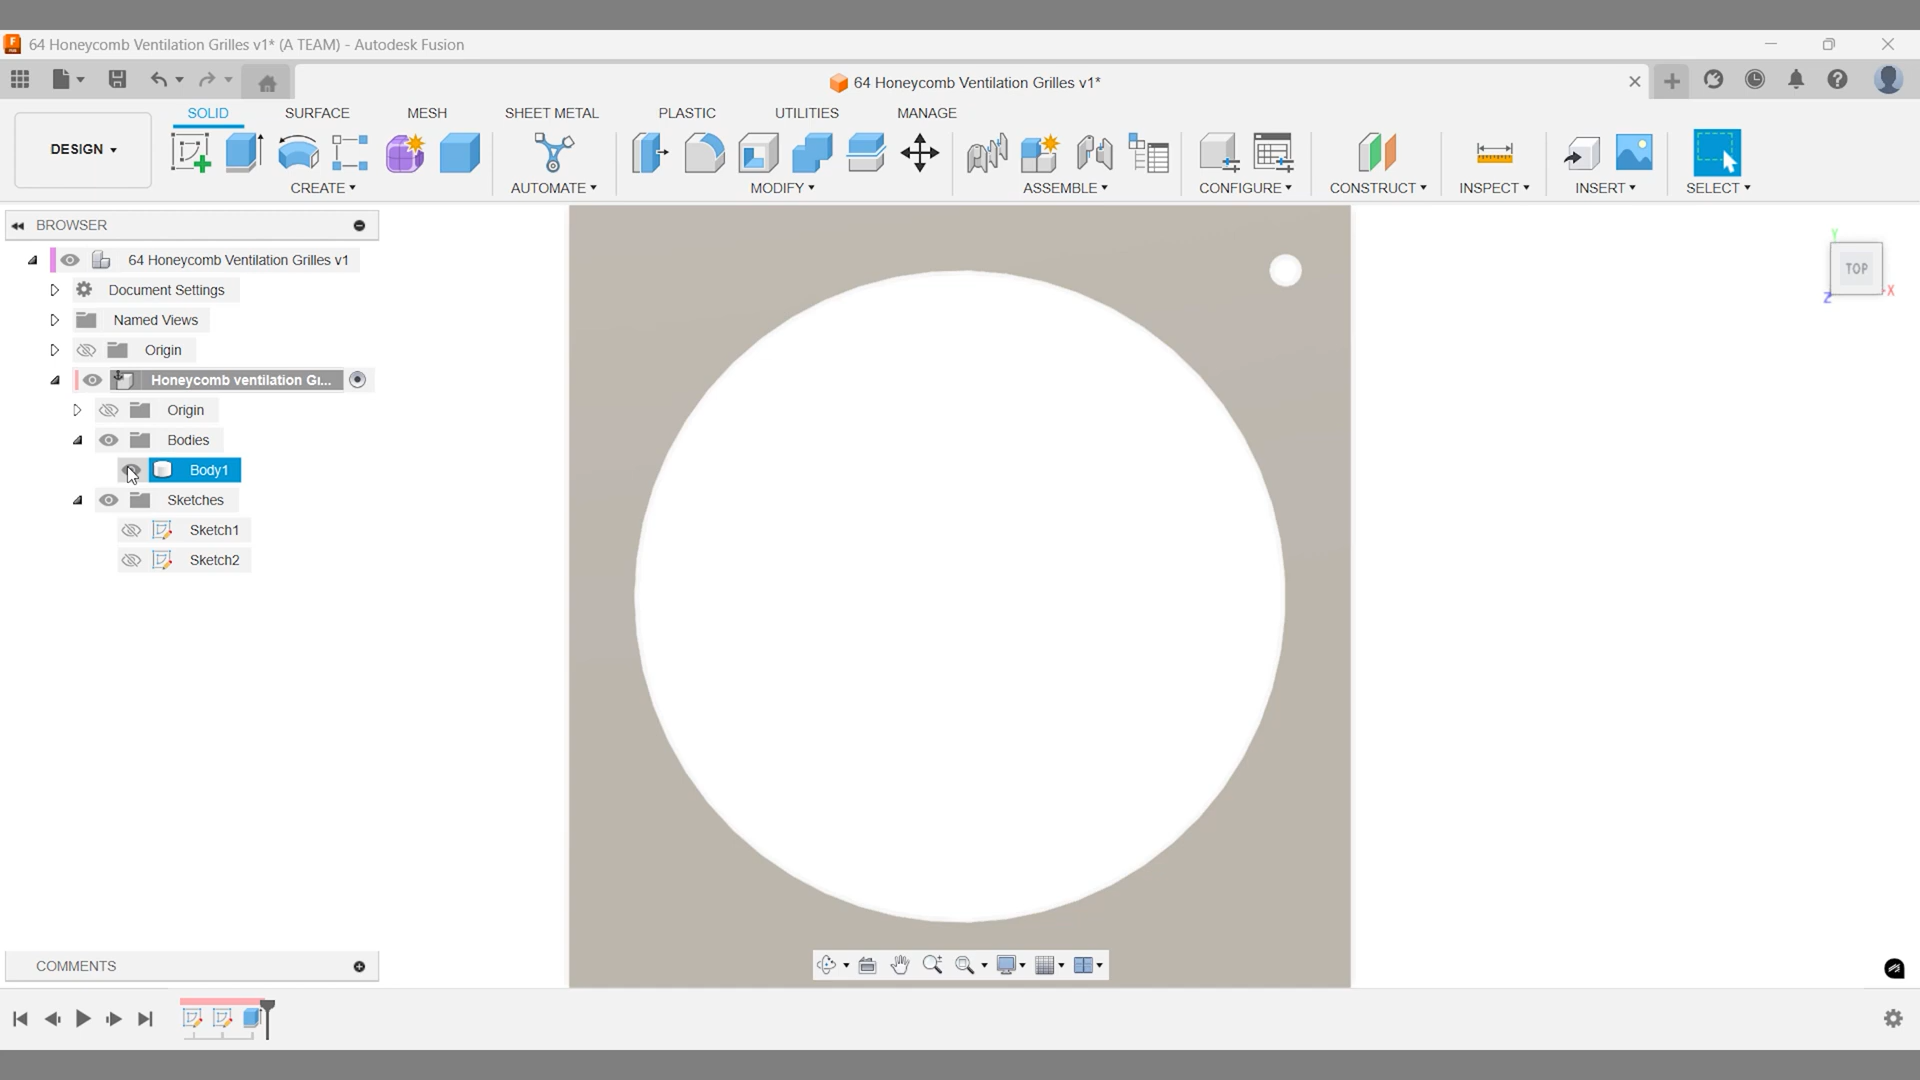 64 Honeycomb Ventilation Grilles v1* (A TEAM) - Autodesk Fusion
64 Honeycomb Ventilation Grilles v1*
SOLID SURFACE MESH SHEET METAL PLASTIC UTILITIES MANAGE
DESIGN
CREATE AUTOMATE MODIFY ASSEMBLE CONFIGURE CONSTRUCT INSPECT INSERT SELECT
BROWSER
64 Honeycomb Ventilation Grilles v1
Document Settings
Named Views
Origin
Honeycomb ventilation Gr...
Origin
Bodies
Body1
Sketches
Sketch1
Sketch2
Y
TOP
X
Z
COMMENTS